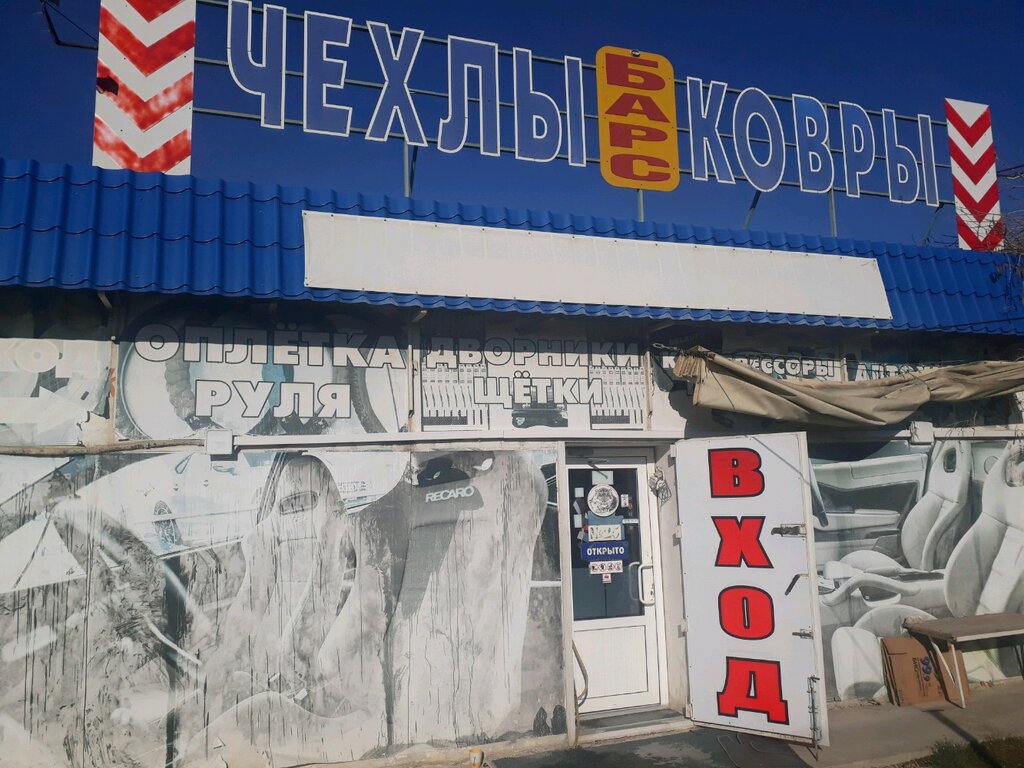 ЧЕХЛЫ БАРС КОВРЫ
ОПЛЁТКА
РУЛЯ
ДВОРНИКИ
ЩЁТКИ
RECARO
ОТКРЫТО
ВХОД